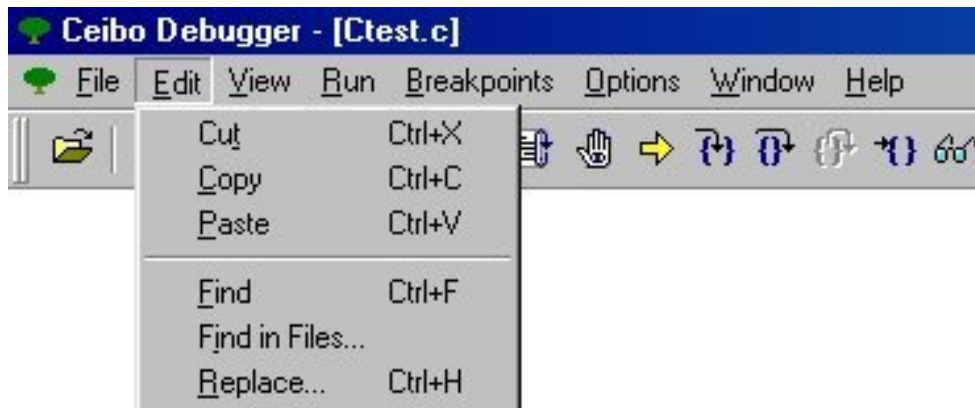 Ceibo Debugger - [Ctest.c]
File Edit View Run Breakpoints Options Window Help
Cut Ctrl+X
Copy Ctrl+C
Paste Ctrl+V
Find Ctrl+F
Find in Files...
Replace... Ctrl+H